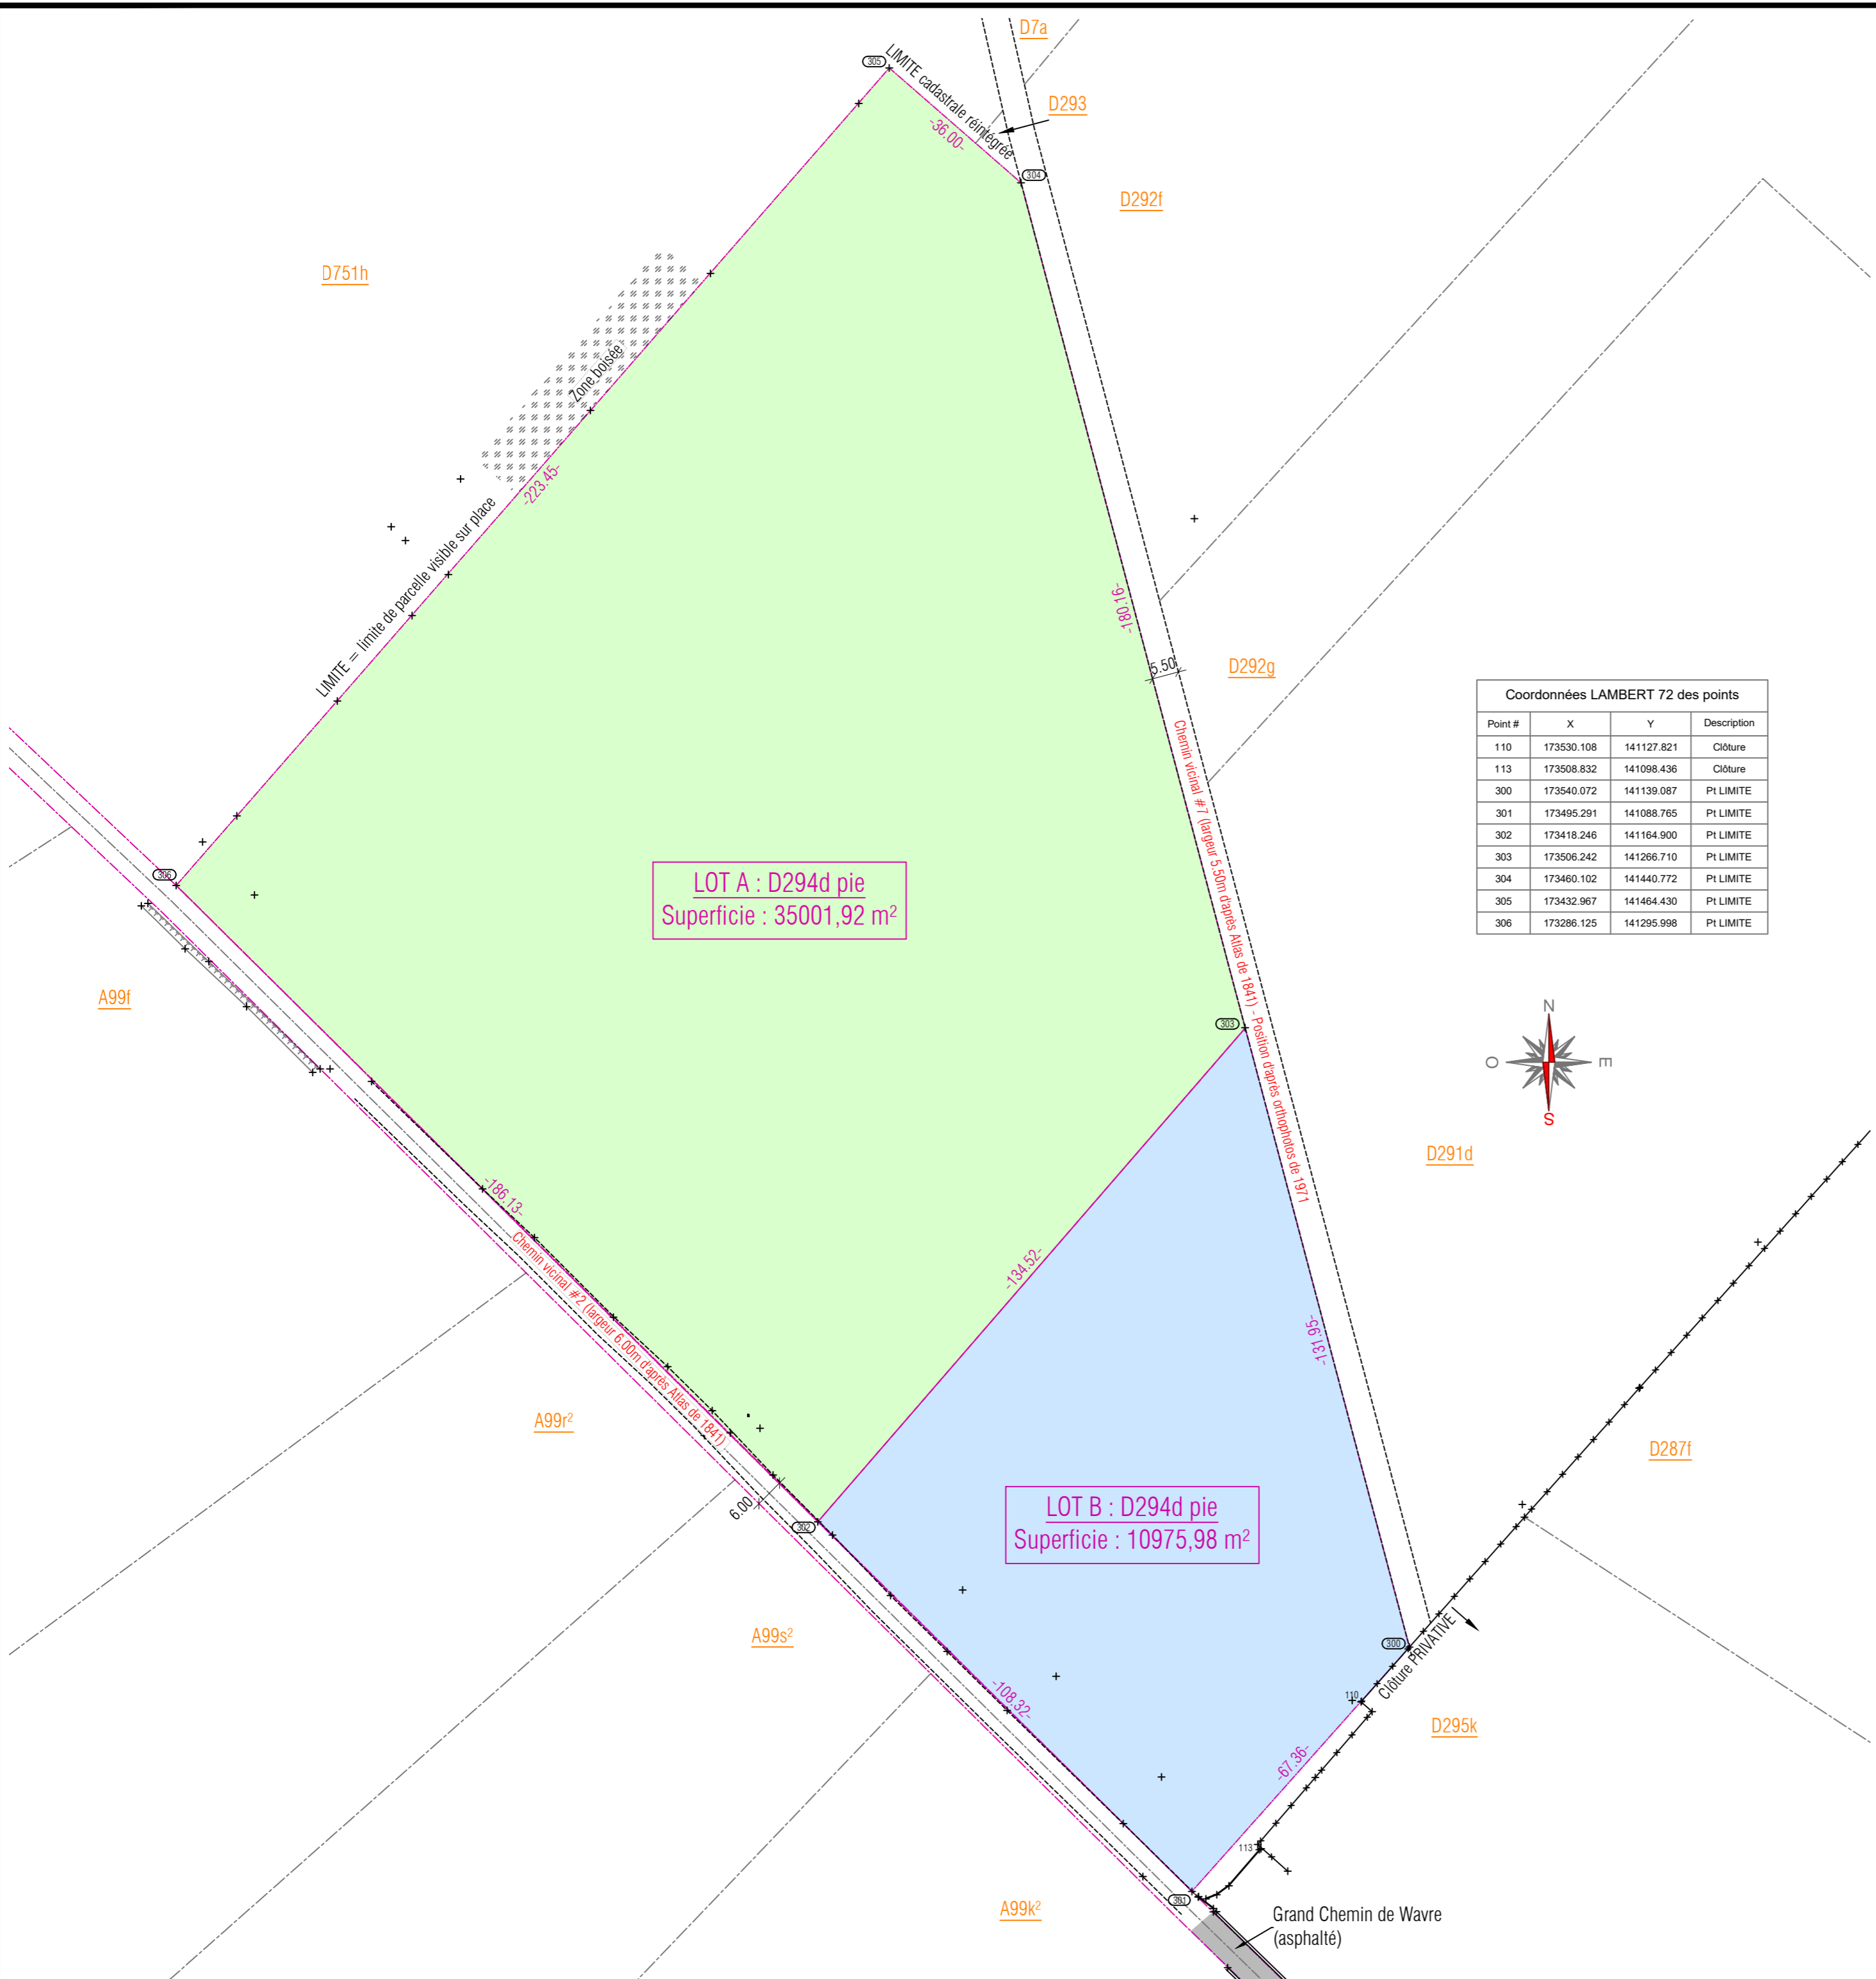 D7a
305
LIMITE cadastrale réintégrée
D293
-36.00-
304
D292f
D751h
Zone boisée
-223.45-
LIMITE = limite de parcelle visible sur place
-180.16-
5.50
D292g
Chemin vicinal #7 (largeur 5.50m d'après Atlas de 1841) - Position d'après orthophotos de 1971
Coordonnées LAMBERT 72 des points
Point # X Y Description
110 173530.108 141127.821 Clôture
113 173508.832 141098.436 Clôture
300 173540.072 141139.087 Pt LIMITE
301 173495.291 141088.765 Pt LIMITE
302 173418.246 141164.900 Pt LIMITE
303 173506.242 141266.710 Pt LIMITE
304 173460.102 141440.772 Pt LIMITE
305 173432.967 141464.430 Pt LIMITE
306 173286.125 141295.998 Pt LIMITE
306
LOT A : D294d pie
Superficie : 35001,92 m²
A99f
303
N
O
E
S
D291d
-186.13-
Chemin vicinal #2 (largeur 6.00m d'après Atlas de 1841)
-134.52-
-131.95-
A99r²
D287f
6.00
302
LOT B : D294d pie
Superficie : 10975,98 m²
A99s²
300
Clôture PRIVATIVE
110
-108.32-
D295k
-67.36-
113
301
A99k²
Grand Chemin de Wavre
(asphalté)